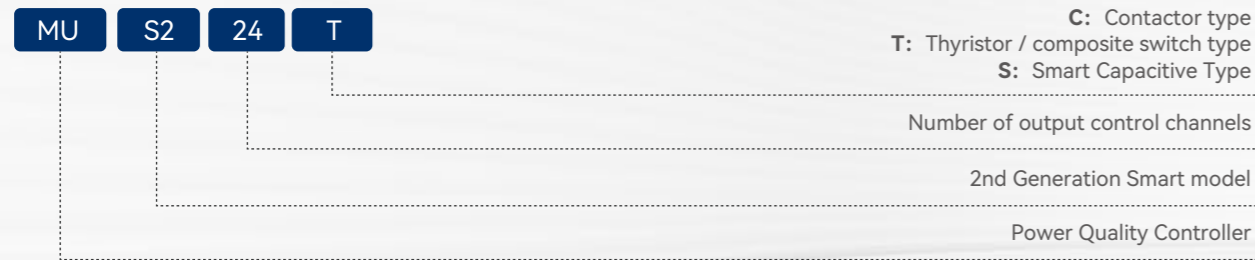 MU S2 24 T
C: Contactor type
T: Thyristor / composite switch type
S: Smart Capacitive Type
Number of output control channels
2nd Generation Smart model
Power Quality Controller